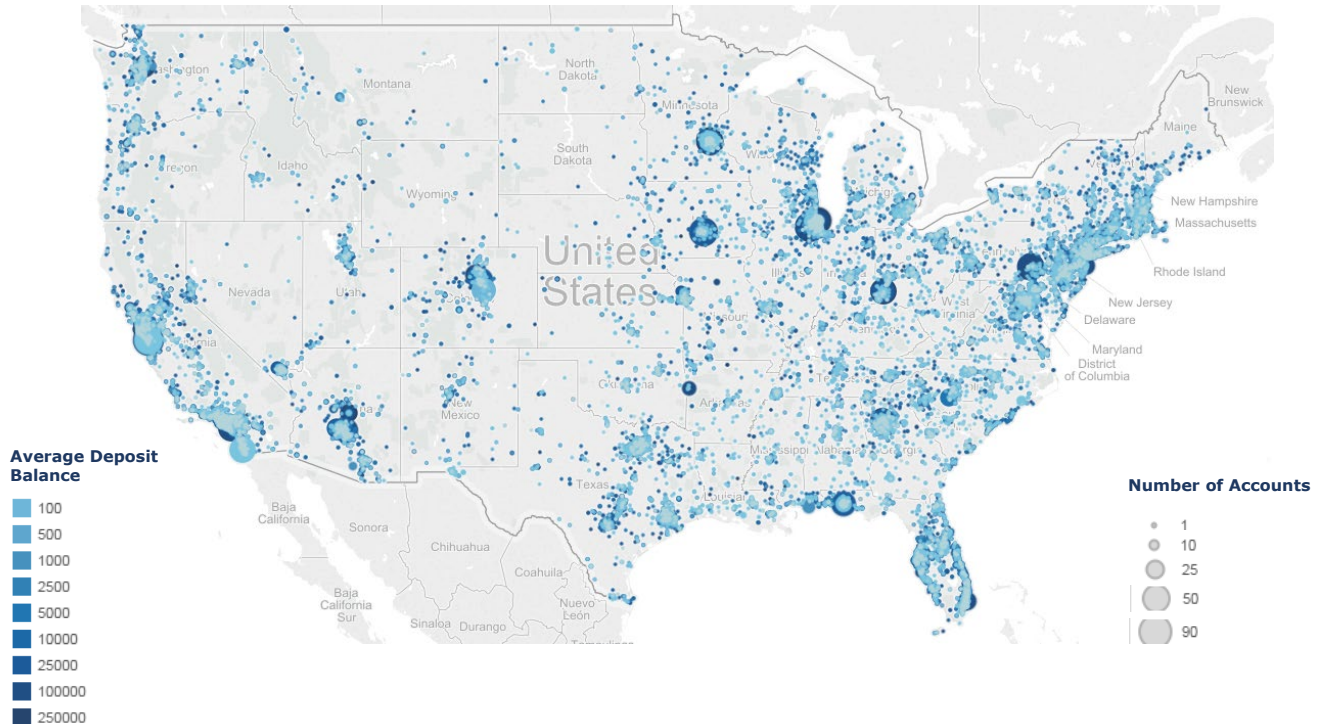 New
Brunswick
Maine
North
Dakota
Montana
Minnesota
South
Dakota
Idaho
Wyoming
New Hampshire
Massachusetts
Rhode Island
New Jersey
Delaware
Maryland
District
of Columbia
United
States
Nevada
Utah
West
Virginia
New
Mexico
Texas
Average Deposit
Balance
100
500
1000
2500
5000
10000
25000
100000
250000
Baja
California
Sonora
Chihuahua
Coahuila
Baja
California
Sur
Sinaloa
Durango
Nuevo
León
Number of Accounts
1
10
25
50
90